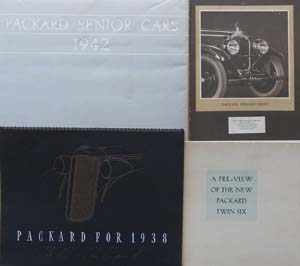 PACKARD SENIOR CARS
1942
PACKARD FOR 1938
A PRE-VIEW
OF THE NEW
PACKARD
TWIN SIX